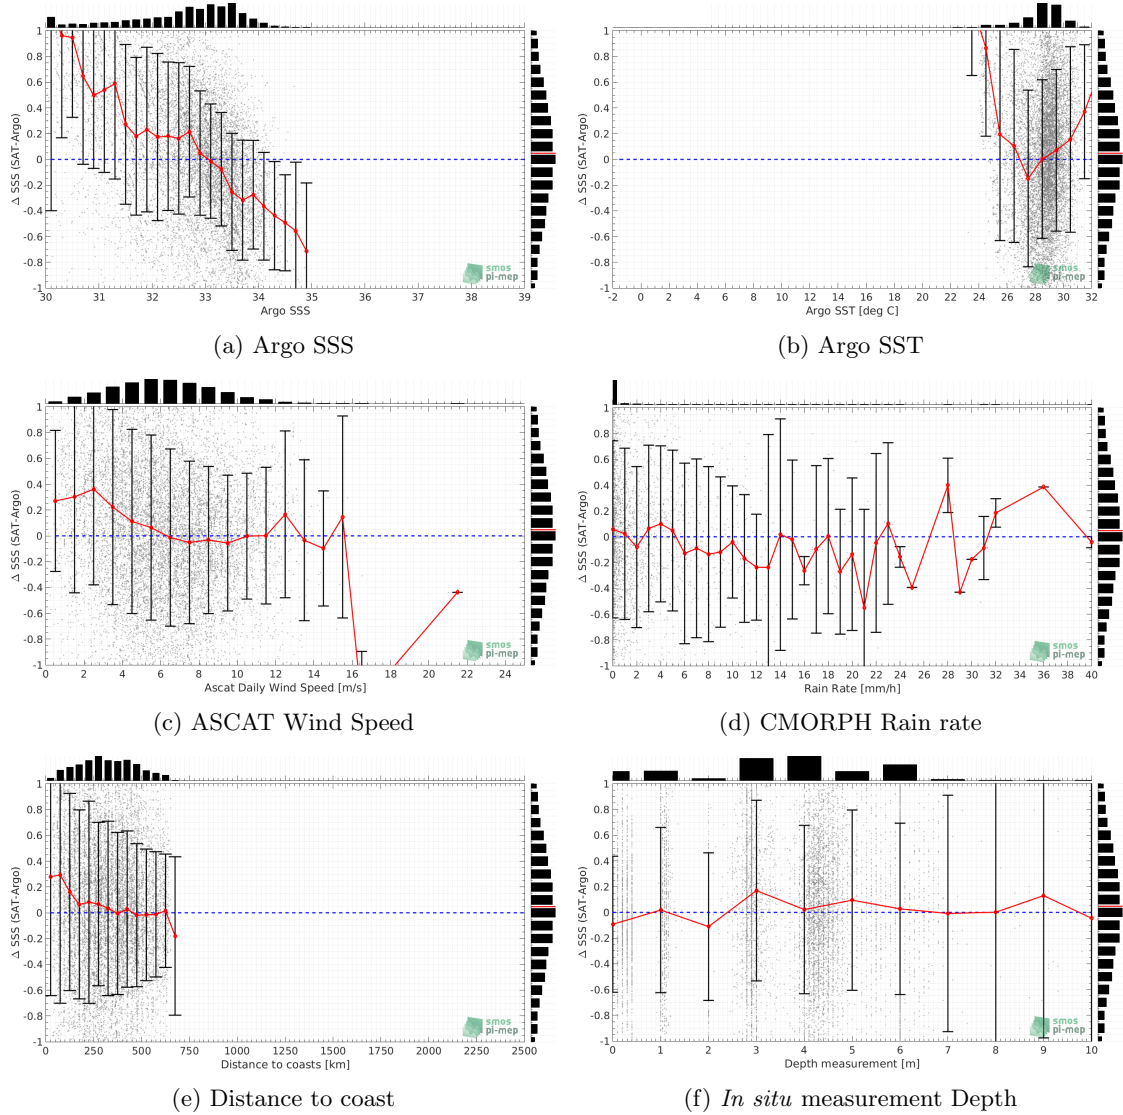 1
0.8
0.6
0.4
0.2
0
-0.2
-0.4
-0.6
-0.8
-1
Δ SSS (SAT-Argo)
30 31 32 33 34 35 36 37 38 39
Argo SSS
smos
pi-mep
(a) Argo SSS
1
0.8
0.6
0.4
0.2
0
-0.2
-0.4
-0.6
-0.8
-1
Δ SSS (SAT-Argo)
-2 0 2 4 6 8 10 12 14 16 18 20 22 24 26 28 30 32
Argo SST [deg C]
smos
pi-mep
(b) Argo SST
1
0.8
0.6
0.4
0.2
0
-0.2
-0.4
-0.6
-0.8
-1
Δ SSS (SAT-Argo)
0 2 4 6 8 10 12 14 16 18 20 22 24
Ascat Daily Wind Speed [m/s]
smos
pi-mep
(c) ASCAT Wind Speed
1
0.8
0.6
0.4
0.2
0
-0.2
-0.4
-0.6
-0.8
-1
Δ SSS (SAT-Argo)
0 2 4 6 8 10 12 14 16 18 20 22 24 26 28 30 32 34 36 38 40
Rain Rate [mm/h]
smos
pi-mep
(d) CMORPH Rain rate
1
0.8
0.6
0.4
0.2
0
-0.2
-0.4
-0.6
-0.8
-1
Δ SSS (SAT-Argo)
0 250 500 750 1000 1250 1500 1750 2000 2250 2500
Distance to coasts [km]
smos
pi-mep
(e) Distance to coast
1
0.8
0.6
0.4
0.2
0
-0.2
-0.4
-0.6
-0.8
-1
Δ SSS (SAT-Argo)
0 1 2 3 4 5 6 7 8 9 10
Depth measurement [m]
smos
pi-mep
(f) In situ measurement Depth